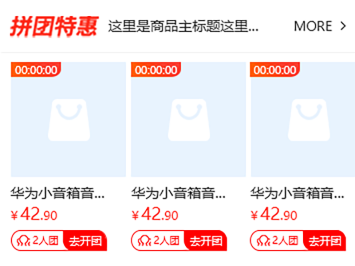 拼团特惠 这里是商品主标题这里... MORE >
00:00:00 00:00:00 00:00:00
华为小音箱音... 华为小音箱音... 华为小音箱音...
¥42.90 ¥42.90 ¥42.90
2人团 去开团 2人团 去开团 2人团 去开团